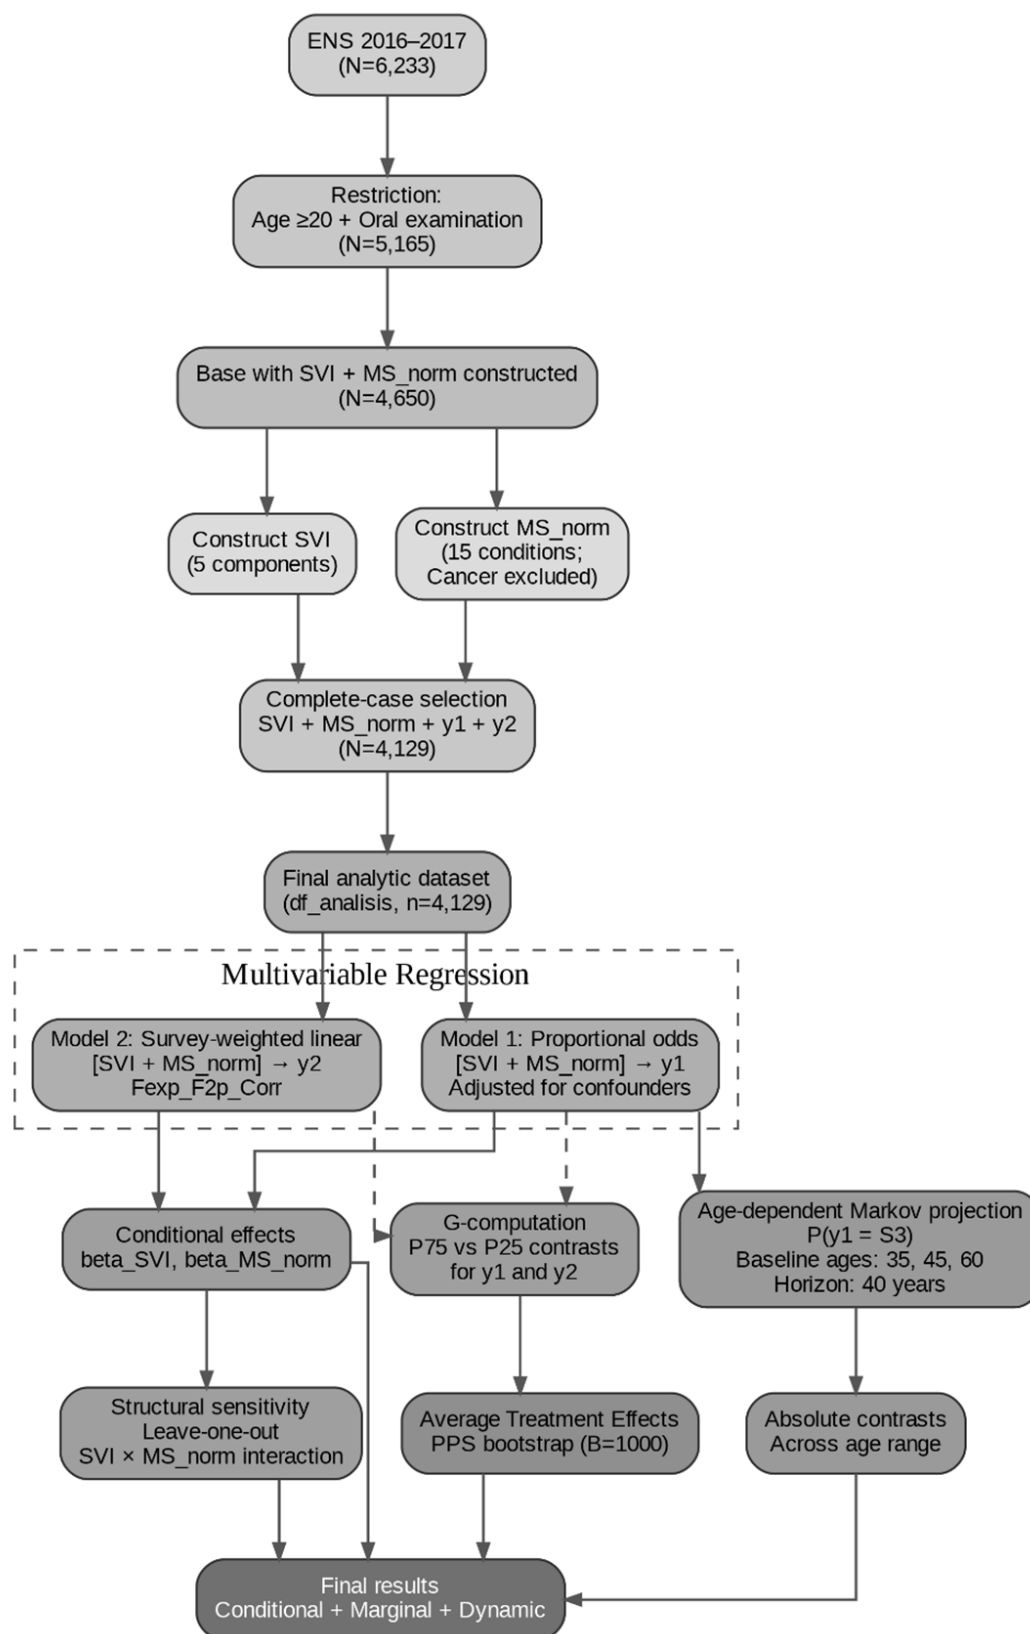 ENS 2016–2017
(N=6,233)
Restriction:
Age ≥20 + Oral examination
(N=5,165)
Base with SVI + MS_norm constructed
(N=4,650)
Construct SVI
(5 components)
Construct MS_norm
(15 conditions;
Cancer excluded)
Complete-case selection
SVI + MS_norm + y1 + y2
(N=4,129)
Final analytic dataset
(df_analisis, n=4,129)
Multivariable Regression
Model 2: Survey-weighted linear
[SVI + MS_norm] → y2
Fexp_F2p_Corr
Model 1: Proportional odds
[SVI + MS_norm] → y1
Adjusted for confounders
Conditional effects
beta_SVI, beta_MS_norm
G-computation
P75 vs P25 contrasts
for y1 and y2
Age-dependent Markov projection
P(y1 = S3)
Baseline ages: 35, 45, 60
Horizon: 40 years
Structural sensitivity
Leave-one-out
SVI × MS_norm interaction
Average Treatment Effects
PPS bootstrap (B=1000)
Absolute contrasts
Across age range
Final results
Conditional + Marginal + Dynamic